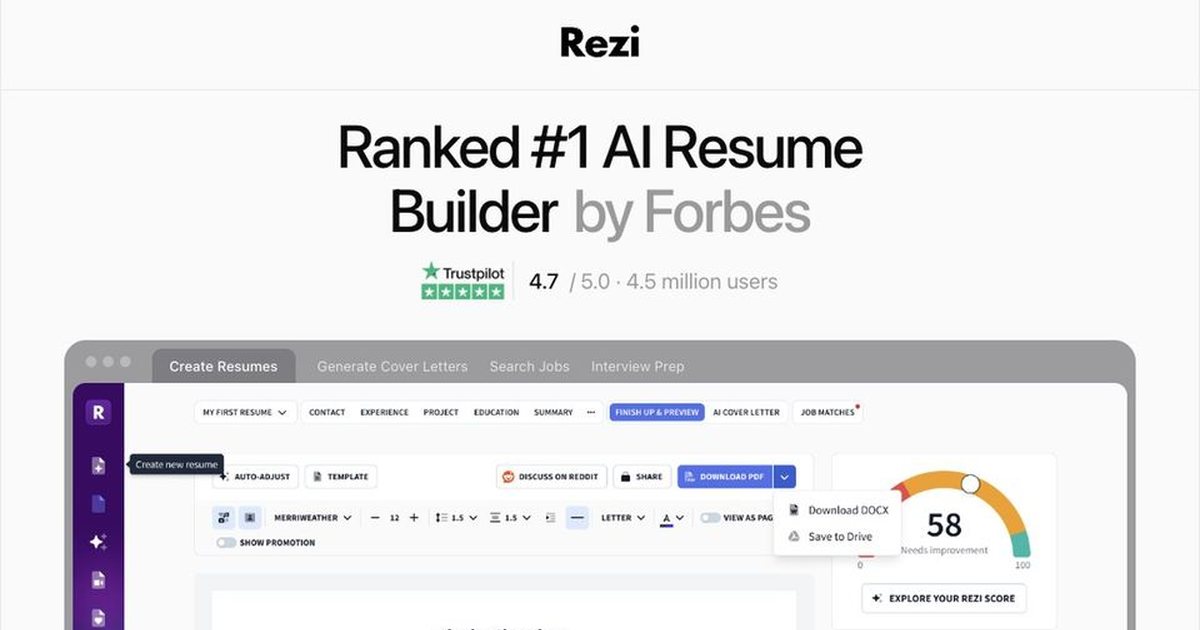 Rezi
Ranked #1 AI Resume
Builder by Forbes
Trustpilot
4.7 / 5.0 · 4.5 million users
Create Resumes Generate Cover Letters Search Jobs Interview Prep
R
MY FIRST RESUME CONTACT EXPERIENCE PROJECT EDUCATION SUMMARY ··· FINISH UP & PREVIEW AI COVER LETTER JOB MATCHES
Create new resume
AUTO-ADJUST TEMPLATE DISCUSS ON REDDIT SHARE DOWNLOAD PDF
MERRIWEATHER — 12 + 1.5 1.5 LETTER A VIEW AS PAG
SHOW PROMOTION
Download DOCX
Save to Drive
58
Needs improvement
0 100
EXPLORE YOUR REZI SCORE